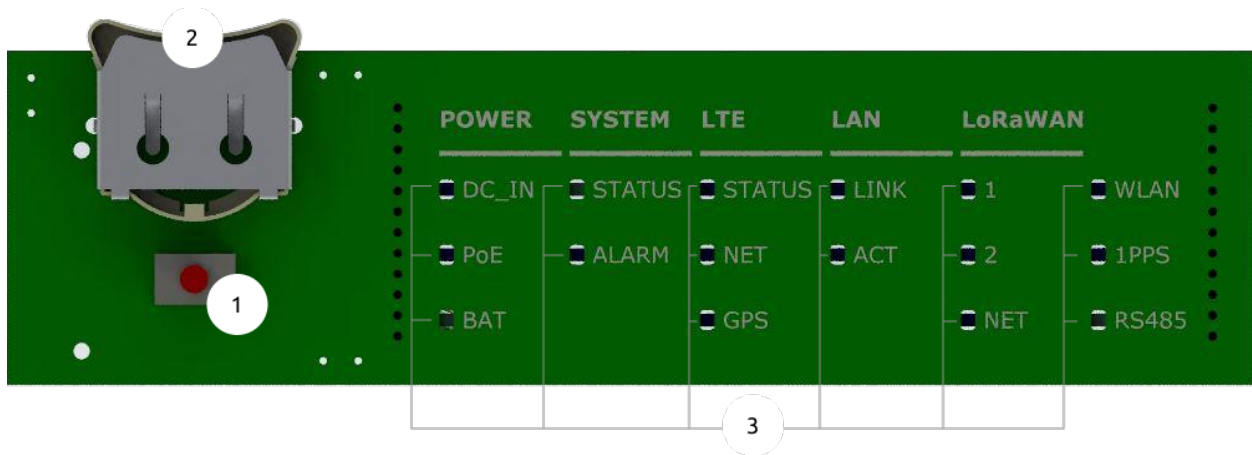 2
POWER SYSTEM LTE LAN LoRaWAN
DC_IN STATUS STATUS LINK 1 WLAN
PoE ALARM NET ACT 2 1PPS
1
BAT GPS NET RS485
3